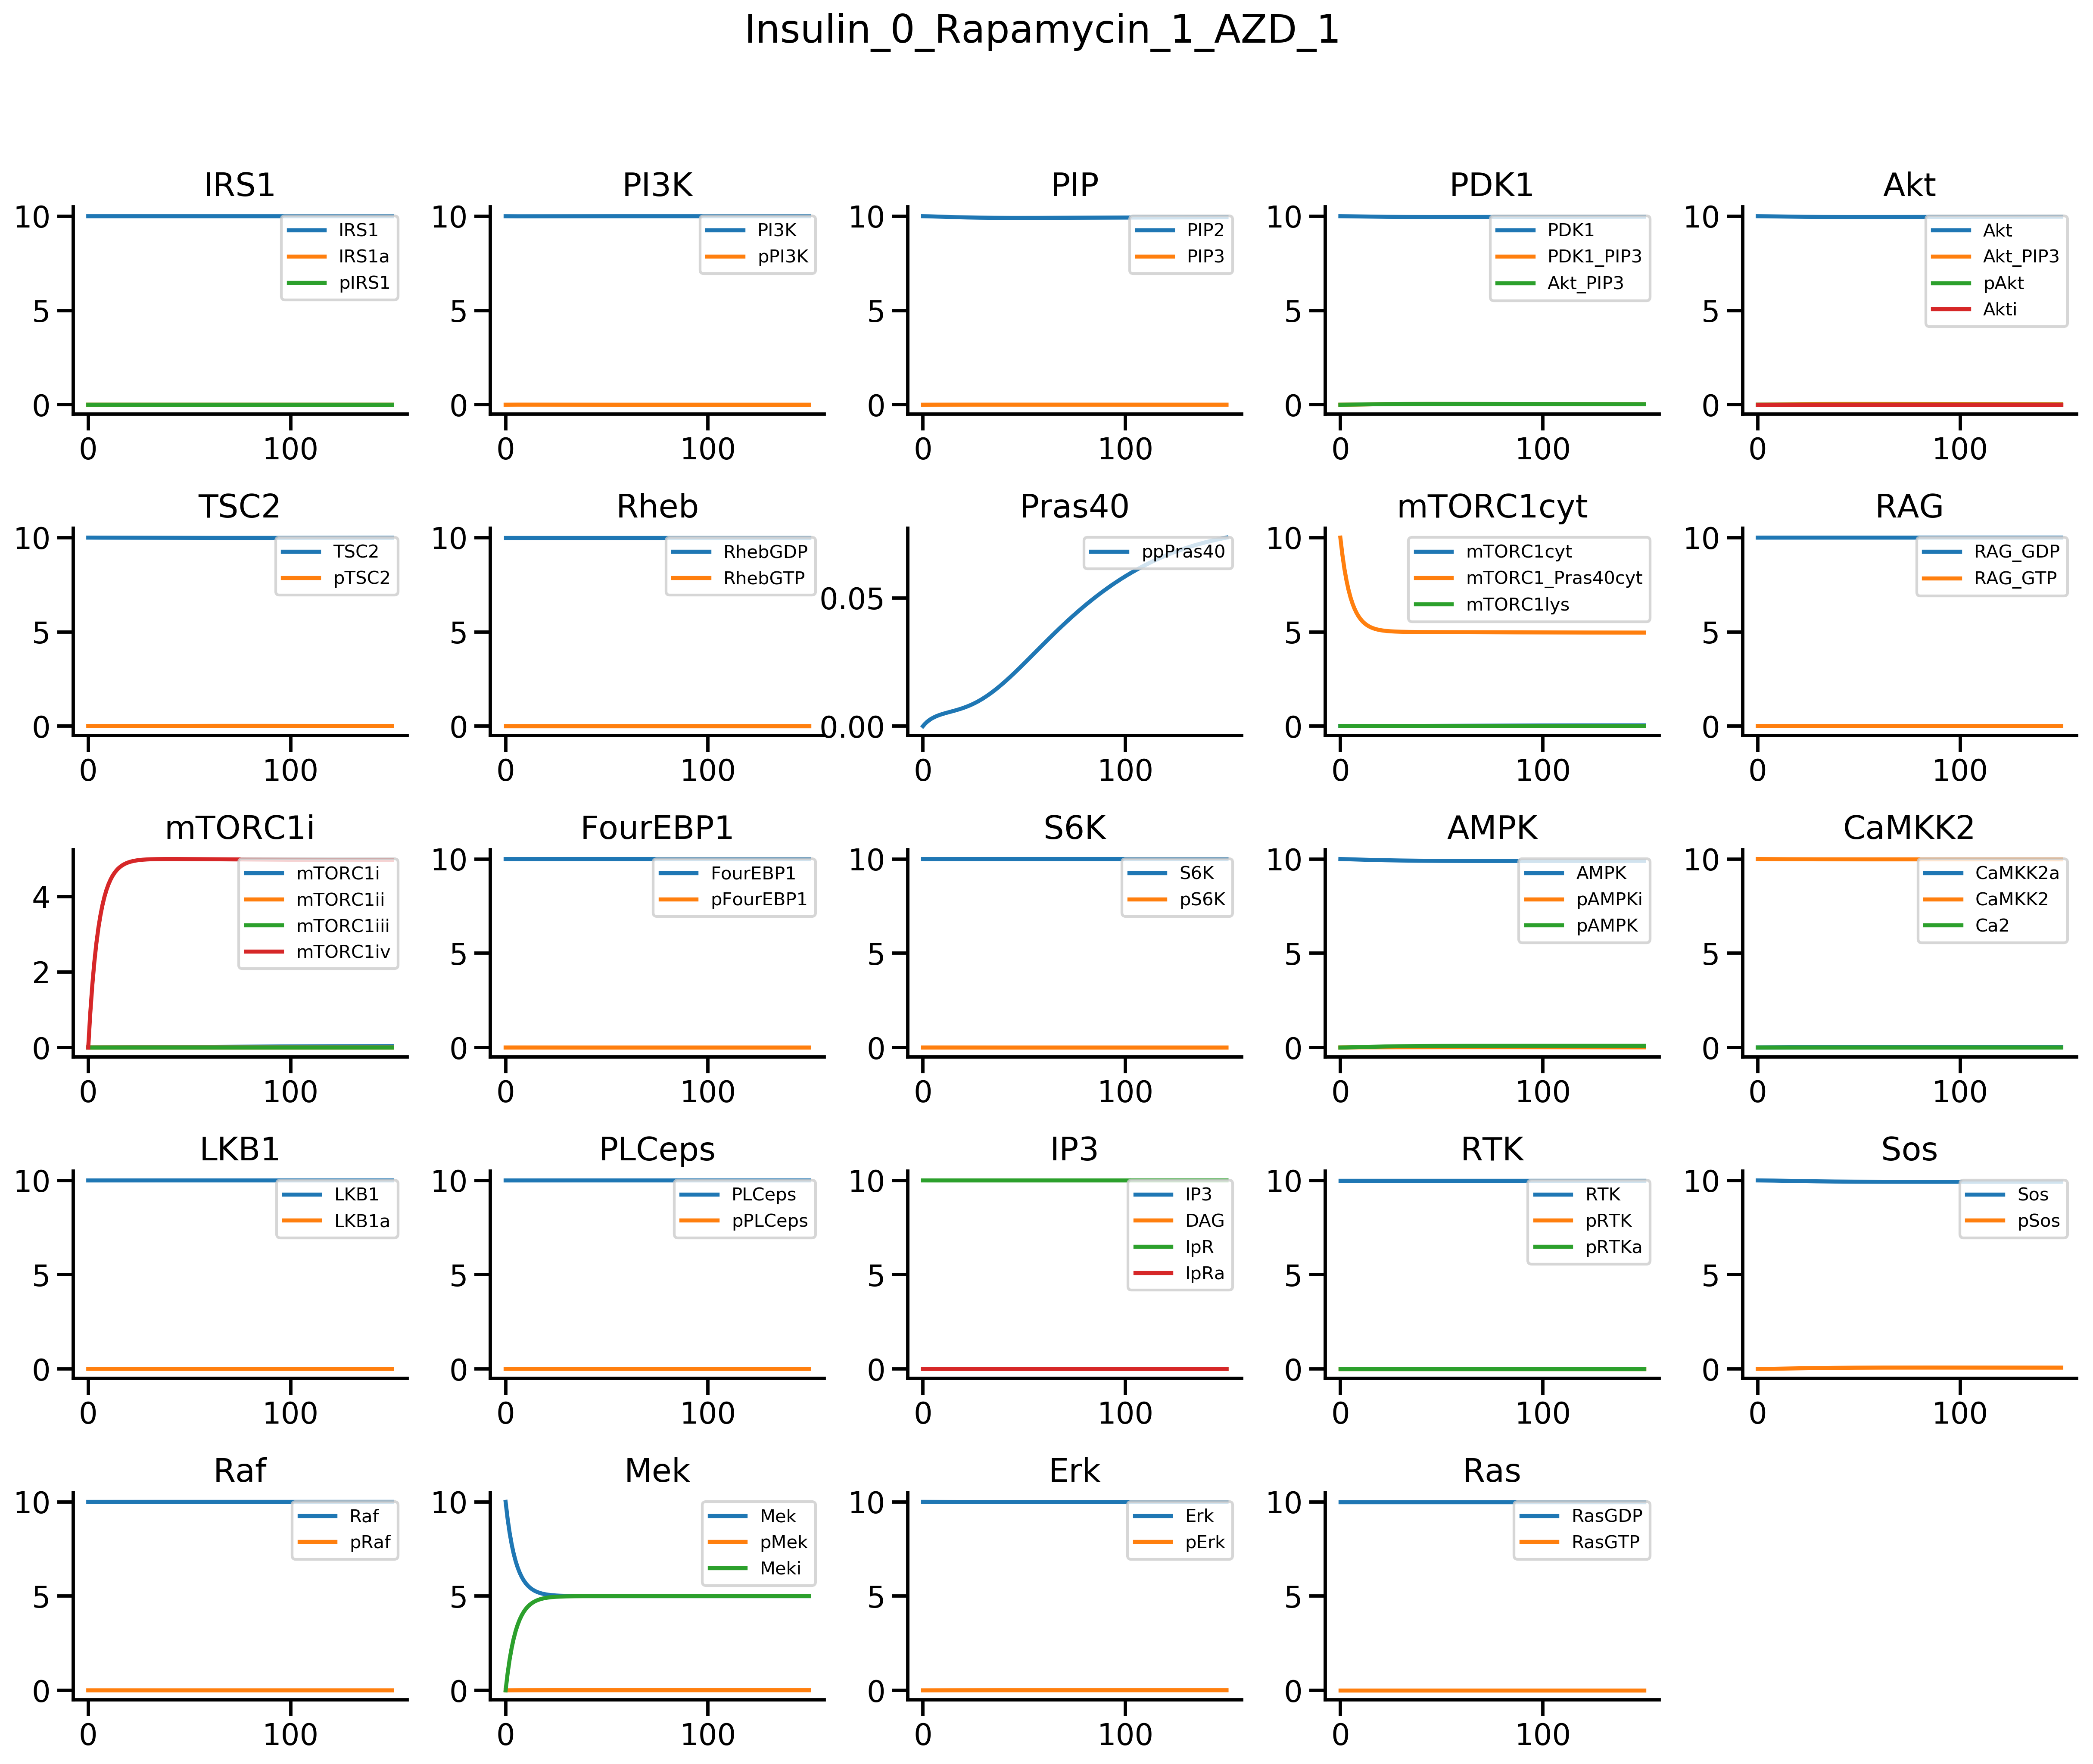 Insulin_0_Rapamycin_1_AZD_1
IRS1
10
5
0
0
100
IRS1
IRS1a
pIRS1
PI3K
10
5
0
0
100
PI3K
pPI3K
PIP
10
5
0
0
100
PIP2
PIP3
PDK1
10
5
0
0
100
PDK1
PDK1_PIP3
Akt_PIP3
Akt
10
5
0
0
100
Akt
Akt_PIP3
pAkt
Akti
TSC2
10
5
0
0
100
TSC2
pTSC2
Rheb
10
5
0
0
100
RhebGDP
RhebGTP
Pras40
0.05
0.00
0
100
ppPras40
mTORC1cyt
10
5
0
0
100
mTORC1cyt
mTORC1_Pras40cyt
mTORC1lys
RAG
10
5
0
0
100
RAG_GDP
RAG_GTP
mTORC1i
4
2
0
0
100
mTORC1i
mTORC1ii
mTORC1iii
mTORC1iv
FourEBP1
10
5
0
0
100
FourEBP1
pFourEBP1
S6K
10
5
0
0
100
S6K
pS6K
AMPK
10
5
0
0
100
AMPK
pAMPKi
pAMPK
CaMKK2
10
5
0
0
100
CaMKK2a
CaMKK2
Ca2
LKB1
10
5
0
0
100
LKB1
LKB1a
PLCeps
10
5
0
0
100
PLCeps
pPLCeps
IP3
10
5
0
0
100
IP3
DAG
IpR
IpRa
RTK
10
5
0
0
100
RTK
pRTK
pRTKa
Sos
10
5
0
0
100
Sos
pSos
Raf
10
5
0
0
100
Raf
pRaf
Mek
10
5
0
0
100
Mek
pMek
Meki
Erk
10
5
0
0
100
Erk
pErk
Ras
10
5
0
0
100
RasGDP
RasGTP